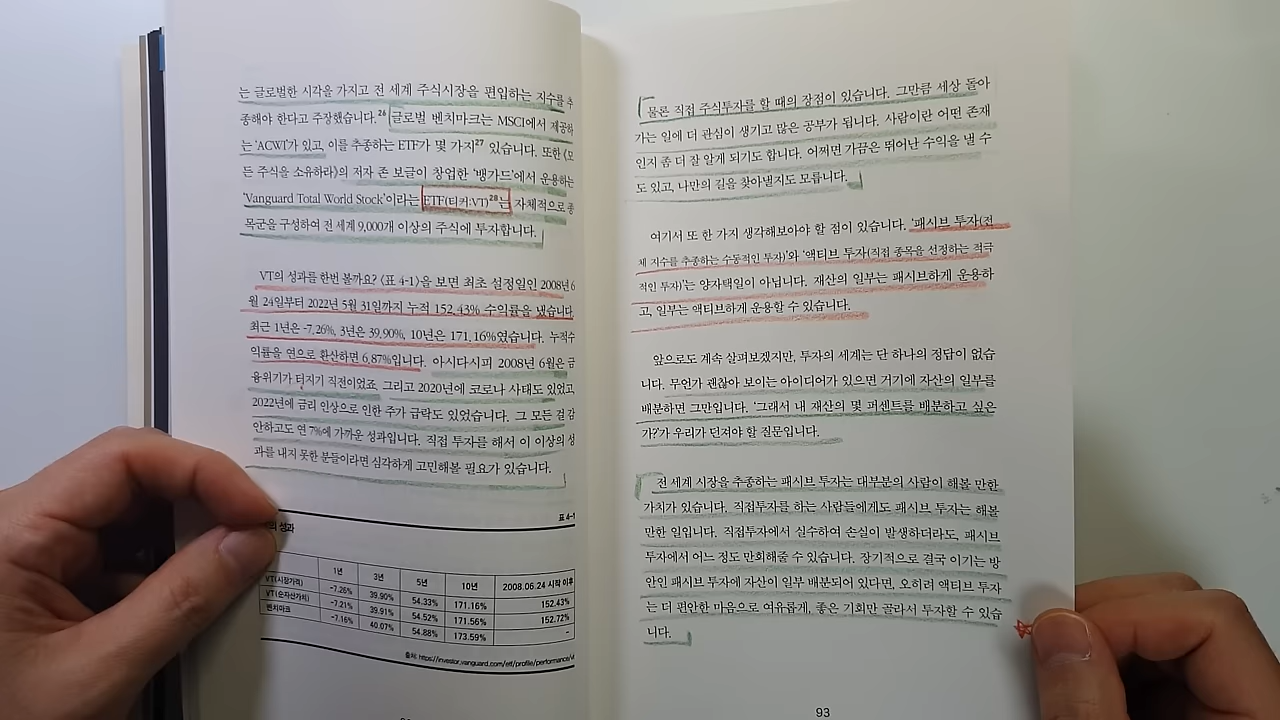 는 글로벌한 시각을 가지고 전 세계 주식시장을 편입하는 지수를 추
종해야 한다고 주장했습니다.26 글로벌 벤치마크는 MSCI에서 제공하
는 ‘ACWI’가 있고, 이를 추종하는 ETF가 몇 가지27 있습니다. 또한 《모
든 주식을 소유하라》의 저자 존 보글이 창업한 ‘뱅가드’에서 운용하는
‘Vanguard Total World Stock’이라는 ETF(티커:VT)28는 자체적으로 종
목군을 구성하여 전 세계 9,000개 이상의 주식에 투자합니다.
VT의 성과를 한번 볼까요? 〈표 4-1〉을 보면 최초 설정일인 2008년 6
월 24일부터 2022년 5월 31일까지 누적 152.43% 수익률을 냈습니다.
최근 1년은 -7.26%, 3년은 39.90%, 10년은 171.16%였습니다. 누적수
익률을 연으로 환산하면 6.87%입니다. 아시다시피 2008년 6월은 금
융위기가 터지기 직전이었죠. 그리고 2020년에 코로나 사태도 있었고,
2022년에 금리 인상으로 인한 주가 급락도 있었습니다. 그 모든 걸 감
안하고도 연 7%에 가까운 성과입니다. 직접 투자를 해서 이 이상의 성
과를 내지 못한 분들이라면 심각하게 고민해볼 필요가 있습니다.
표 4-1
의 성과
1년 3년 5년 10년 2008.06.24 시작 이후
VT(시장가격) -7.26% 39.90% 54.33% 171.16% 152.43%
VT(순자산가치) -7.21% 39.91% 54.52% 171.56% 152.72%
벤치마크 -7.16% 40.07% 54.88% 173.59% -
출처: https://investor.vanguard.com/etf/profile/performance/vt
물론 직접 주식투자를 할 때의 장점이 있습니다. 그만큼 세상 돌아
가는 일에 더 관심이 생기고 많은 공부가 됩니다. 사람이란 어떤 존재
인지 좀 더 잘 알게 되기도 합니다. 어쩌면 가끔은 뛰어난 수익을 낼 수
도 있고, 나만의 길을 찾아낼지도 모릅니다.
여기서 또 한 가지 생각해보아야 할 점이 있습니다. ‘패시브 투자(전
체 지수를 추종하는 수동적인 투자)’와 ‘액티브 투자(직접 종목을 선정하는 적극
적인 투자)’는 양자택일이 아닙니다. 재산의 일부는 패시브하게 운용하
고, 일부는 액티브하게 운용할 수 있습니다.
앞으로도 계속 살펴보겠지만, 투자의 세계는 단 하나의 정답이 없습
니다. 무언가 괜찮아 보이는 아이디어가 있으면 거기에 자산의 일부를
배분하면 그만입니다. ‘그래서 내 재산의 몇 퍼센트를 배분하고 싶은
가?’가 우리가 던져야 할 질문입니다.
전 세계 시장을 추종하는 패시브 투자는 대부분의 사람이 해볼 만한
가치가 있습니다. 직접투자를 하는 사람들에게도 패시브 투자는 해볼
만한 일입니다. 직접투자에서 실수하여 손실이 발생하더라도, 패시브
투자에서 어느 정도 만회해줄 수 있습니다. 장기적으로 결국 이기는 방
안인 패시브 투자에 자산이 일부 배분되어 있다면, 오히려 액티브 투자
는 더 편안한 마음으로 여유롭게, 좋은 기회만 골라서 투자할 수 있습
니다.
93